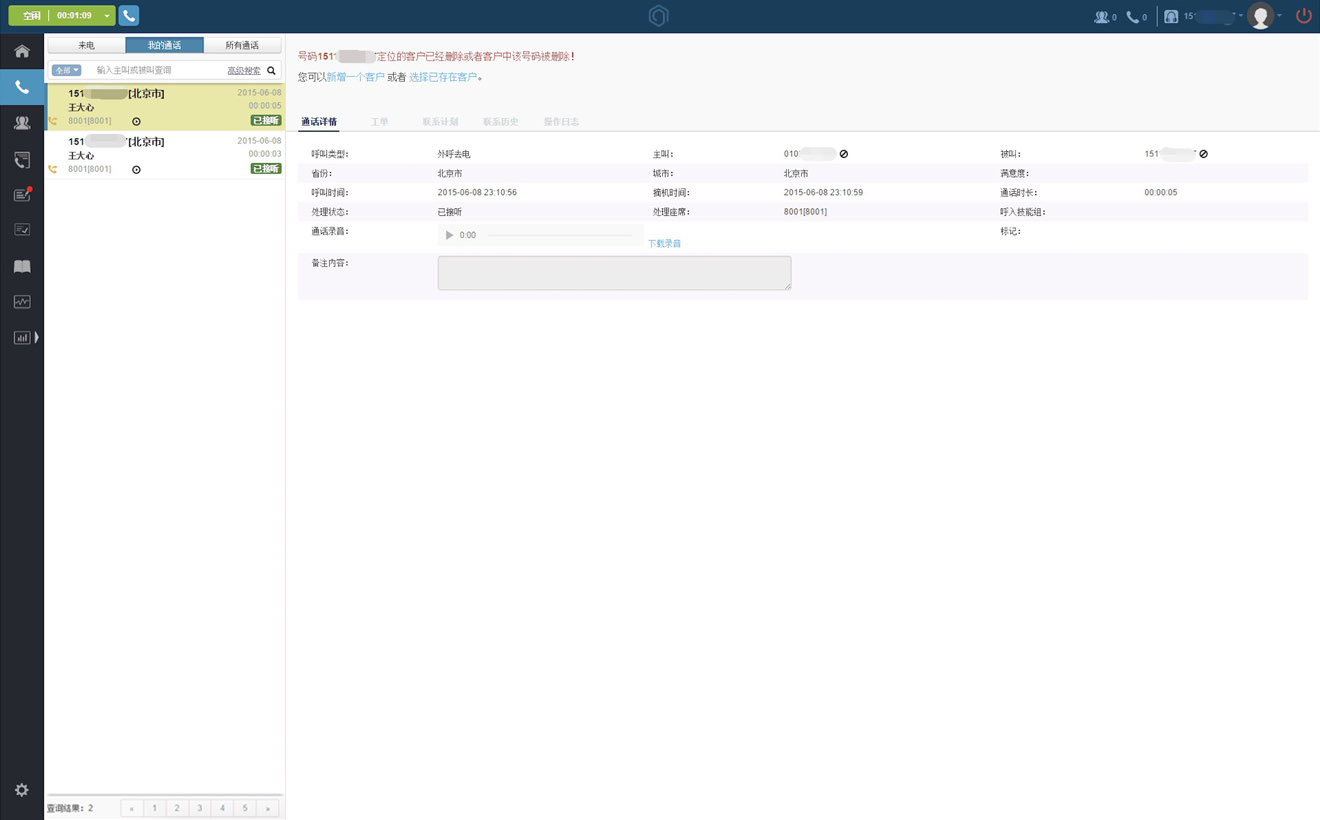 空闲 00:01:09
0
0
15
来电 我的通话 所有通话
全部 输入主叫或被叫查询 高级搜索
151 [北京市] 2015-06-08
王大心 00:00:05
8001[8001] 已接听
151 [北京市] 2015-06-08
王大心 00:00:03
8001[8001] 已接听
查询结果：2 « 1 2 3 4 5 »
号码151 定位的客户已经删除或者客户中该号码被删除！
您可以新增一个客户 或者 选择已存在客户。
通话详情 工单 联系计划 联系历史 操作日志
呼叫类型： 外呼去电 主叫： 010 被叫： 151
省份： 北京市 城市： 北京市 满意度：
呼叫时间： 2015-06-08 23:10:56 摘机时间： 2015-06-08 23:10:59 通话时长： 00:00:05
处理状态： 已接听 处理座席： 8001[8001] 呼入技能组：
通话录音： 0:00 下载录音 标记：
备注内容：